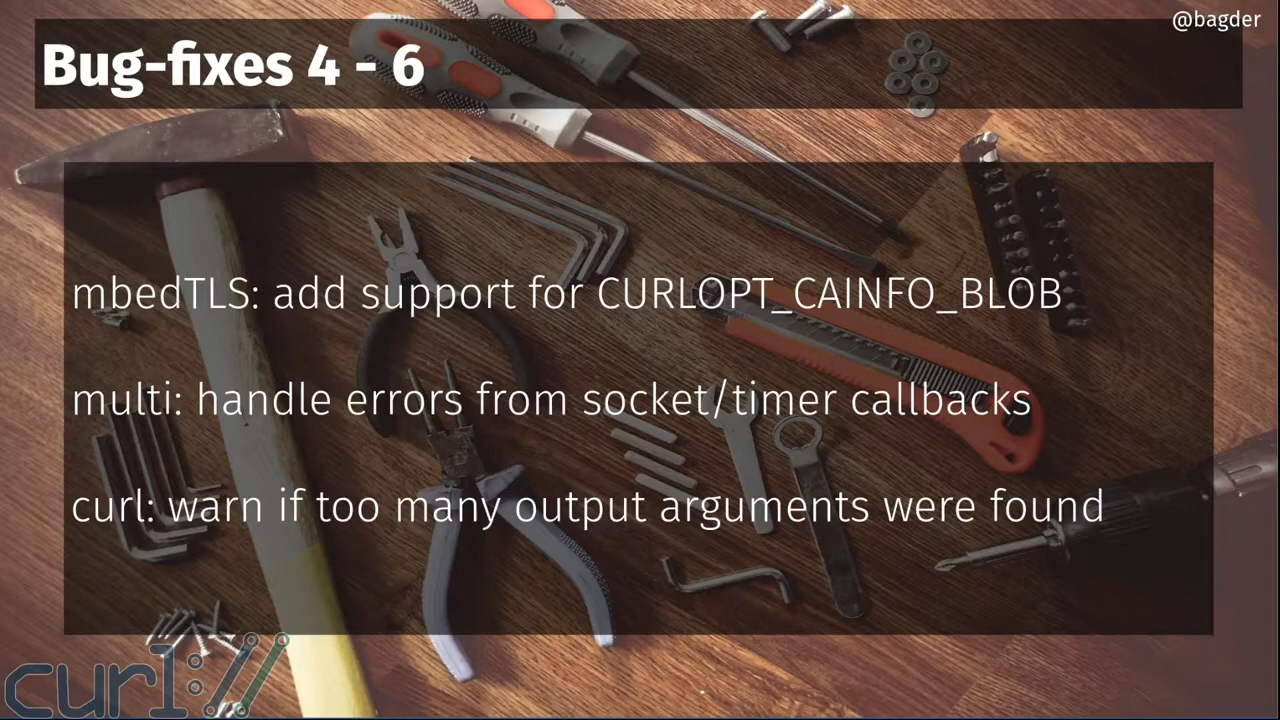 @bagder
Bug-fixes 4 - 6
mbedTLS: add support for CURLOPT_CAINFO_BLOB
multi: handle errors from socket/timer callbacks
curl: warn if too many output arguments were found
curl://